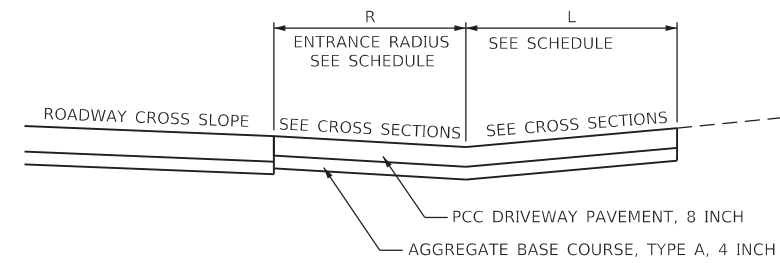 R
L
ENTRANCE RADIUS
SEE SCHEDULE
SEE SCHEDULE
ROADWAY CROSS SLOPE
SEE CROSS SECTIONS
SEE CROSS SECTIONS
PCC DRIVEWAY PAVEMENT, 8 INCH
AGGREGATE BASE COURSE, TYPE A, 4 INCH